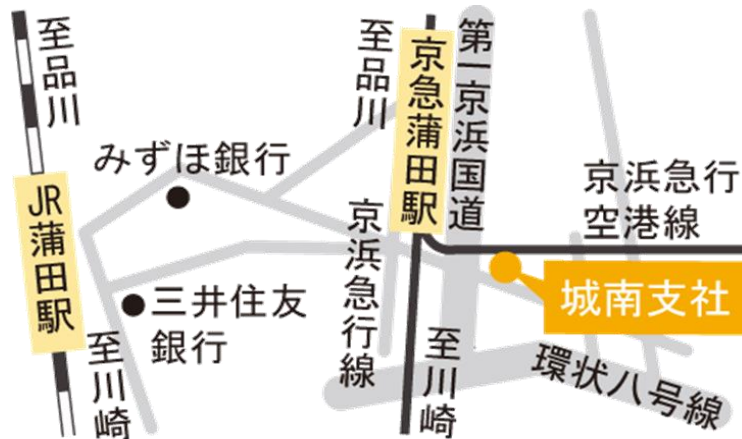 至品川
JR蒲田駅
至川崎
みずほ銀行
三井住友
銀行
至品川
京急蒲田駅
第一京浜国道
京浜急行線
至川崎
京浜急行
空港線
城南支社
環状八号線